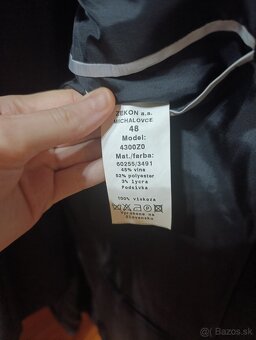 ZEKON a.s.
MICHALOVCE
48
Model:
4300Z0
Mat./farba:
60255/3491
45% vlna
52% polyester
3% lycra
Podšívka
100% viskoza
Vyrobené na
Slovensku
Bazos.sk